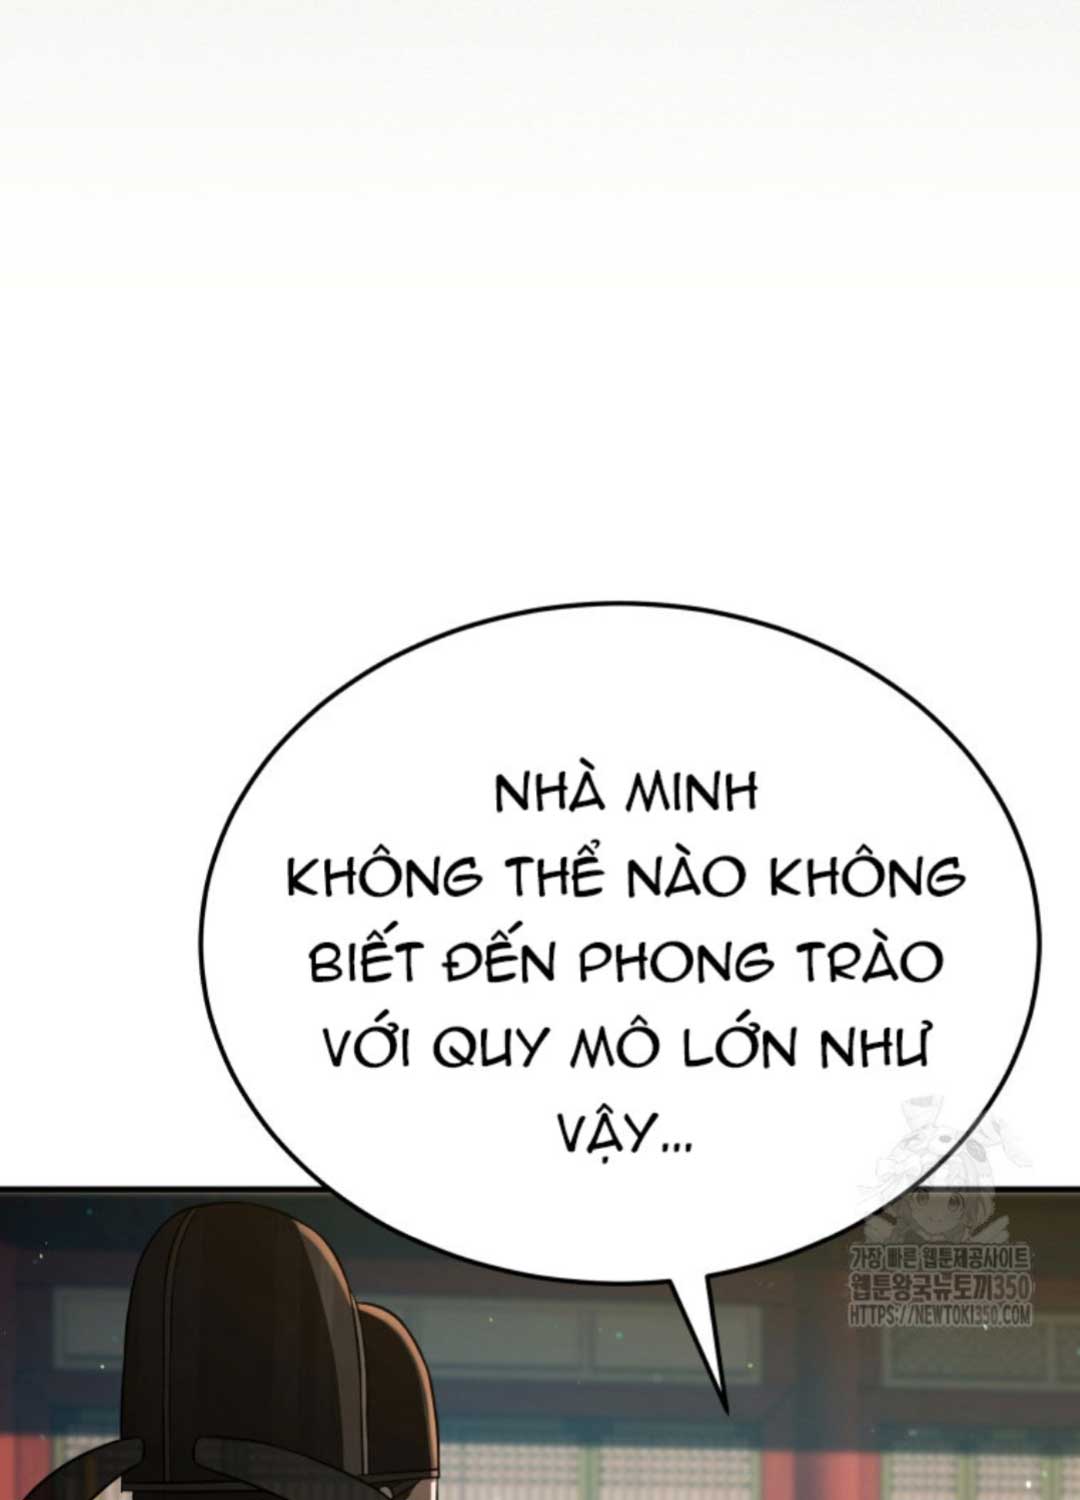 NHÀ MINH
KHÔNG THỂ NÀO KHÔNG
BIẾT ĐẾN PHONG TRÀO
VỚI QUY MÔ LỚN NHƯ
VẬY...
가장 빠른 웹툰제공사이트
웹툰왕국뉴토끼350
HTTPS://NEWTOKI350.COM